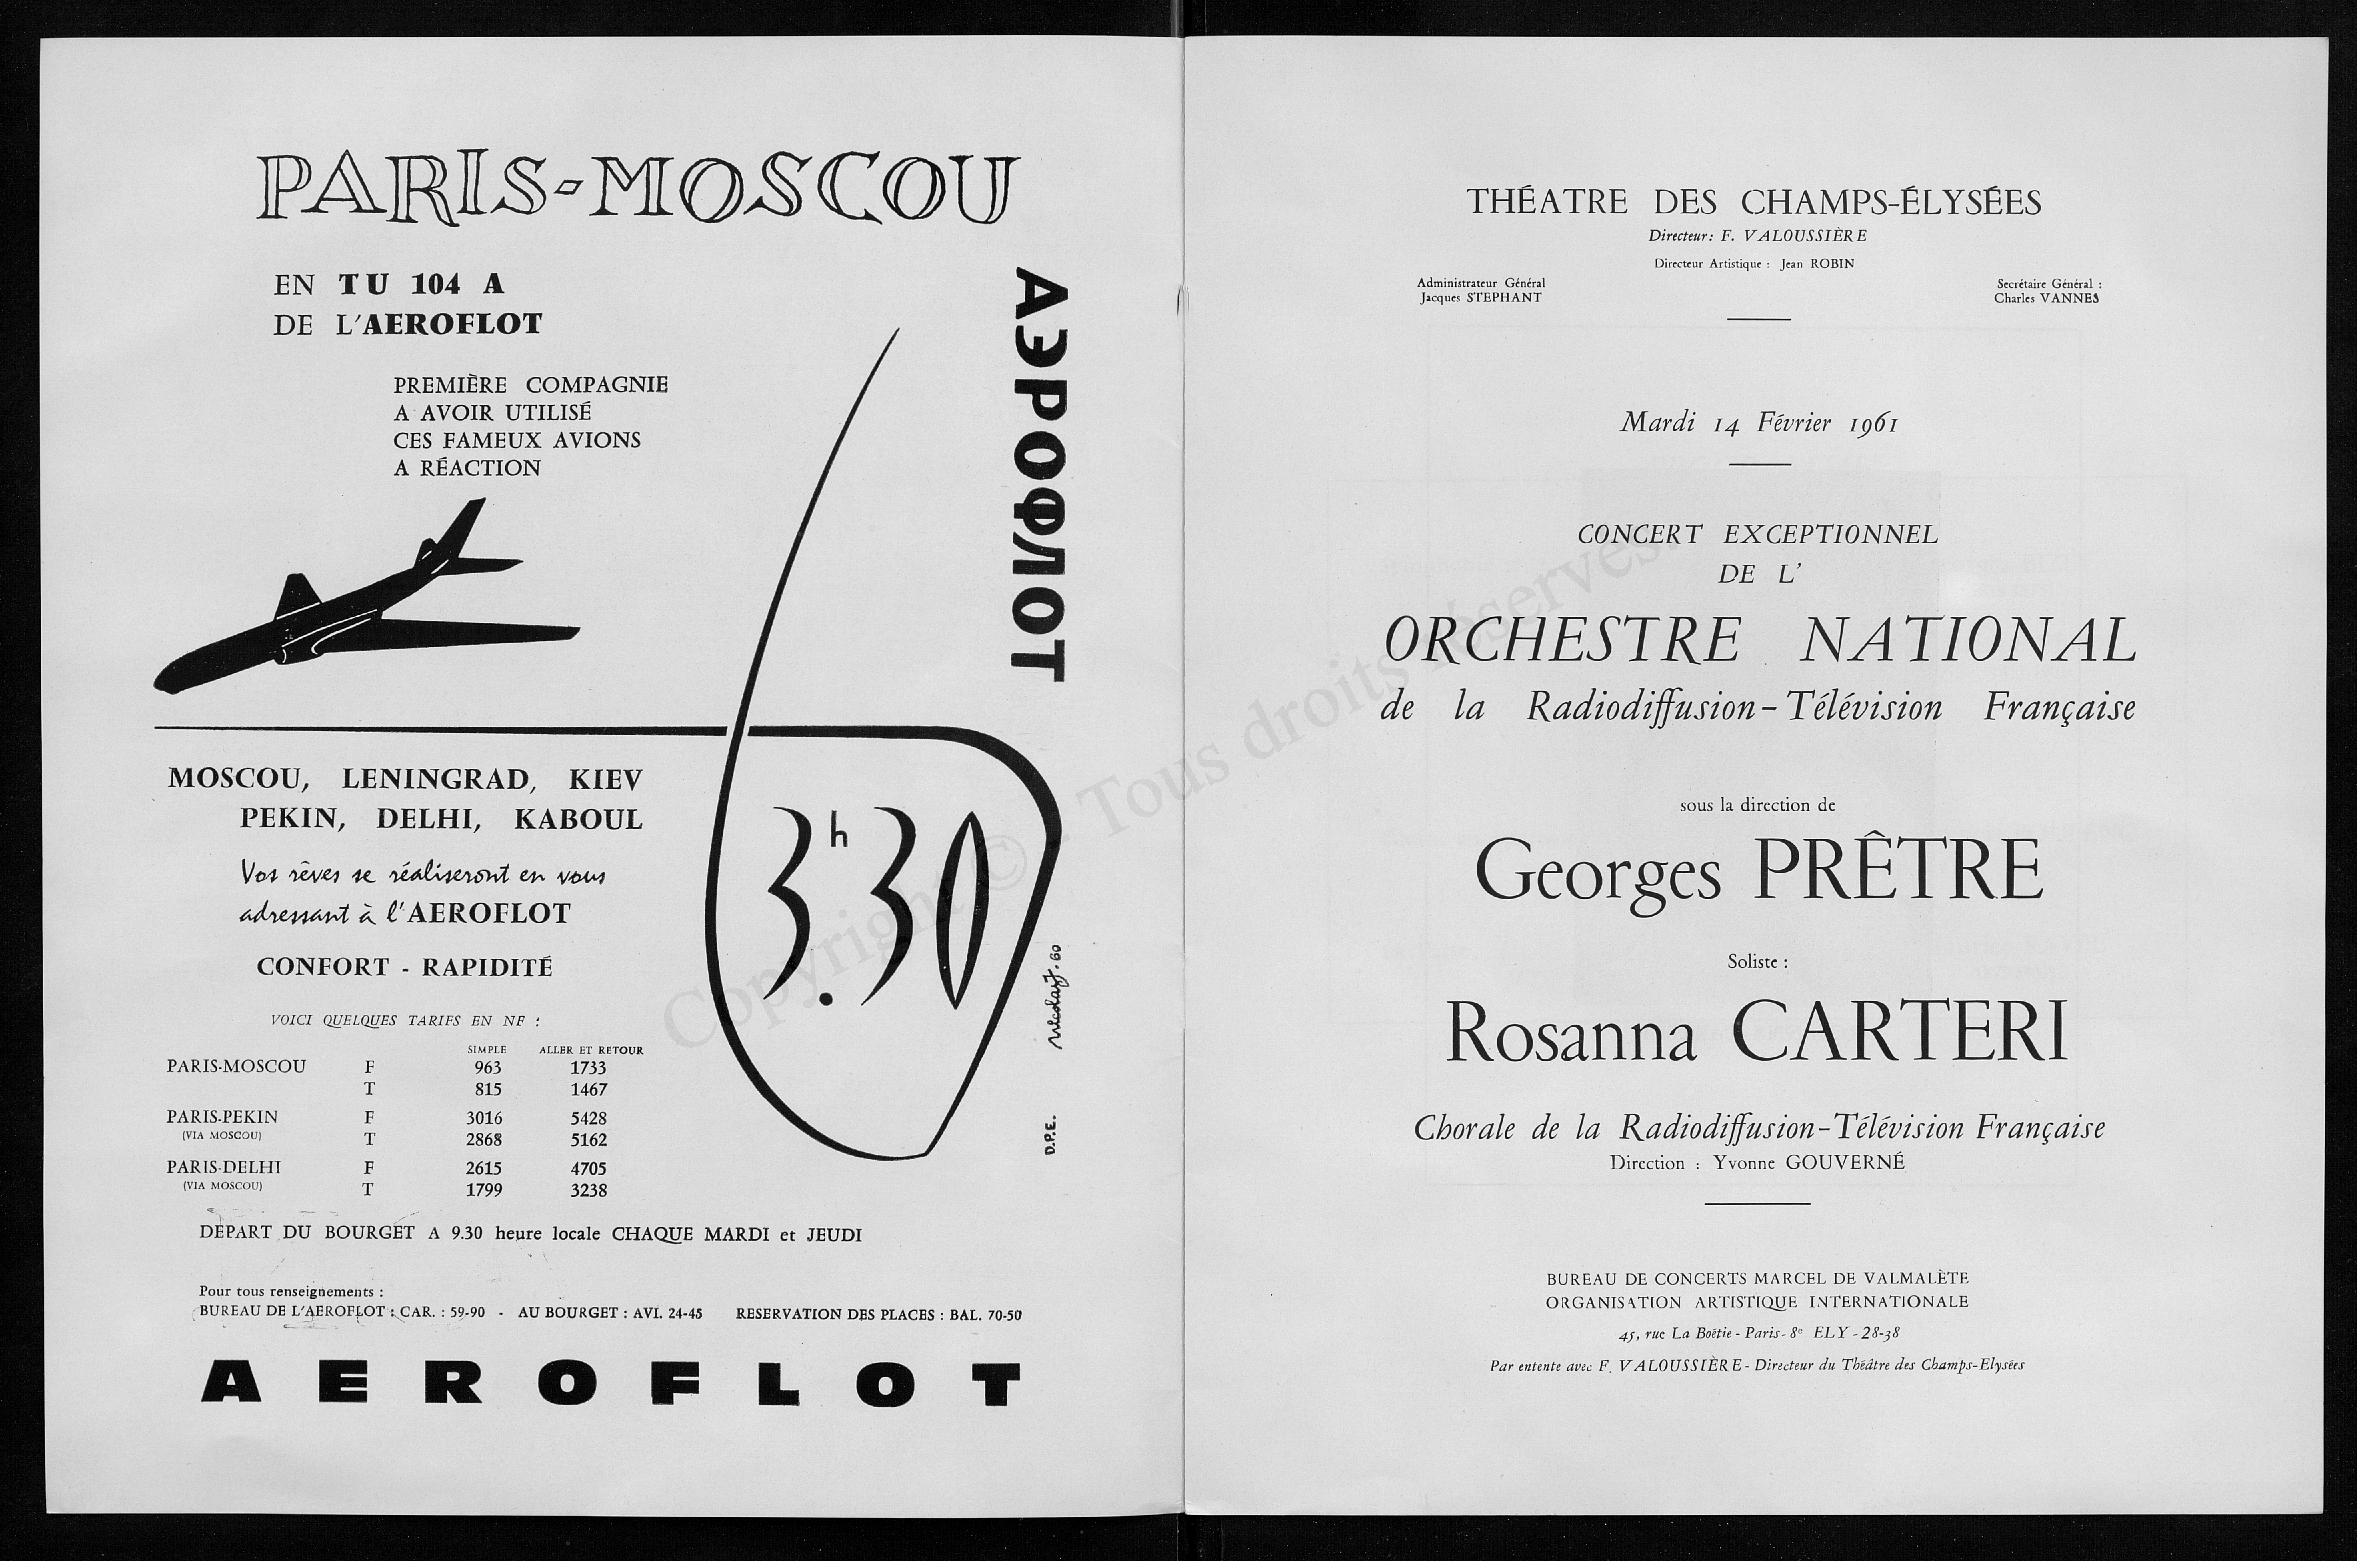 PARIS-MOSCOU
EN TU 104 A
DE L'AEROFLOT
PREMIÈRE COMPAGNIE
A AVOIR UTILISÉ
CES FAMEUX AVIONS
A RÉACTION
АЭРОФЛОТ
MOSCOU, LENINGRAD, KIEV
PEKIN, DELHI, KABOUL
Vos rêves se réaliseront en vous
adressant à l'AEROFLOT
CONFORT - RAPIDITÉ
3h.30
VOICI QUELQUES TARIFS EN NF :
SIMPLE ALLER ET RETOUR
PARIS-MOSCOU F 963 1733
T 815 1467
PARIS-PEKIN F 3016 5428
(VIA MOSCOU) T 2868 5162
PARIS-DELHI F 2615 4705
(VIA MOSCOU) T 1799 3238
D.P.E.
DEPART DU BOURGET A 9.30 heure locale CHAQUE MARDI et JEUDI
Pour tous renseignements :
BUREAU DE L'AEROFLOT : CAR. : 59-90 - AU BOURGET : AVI. 24-45 RESERVATION DES PLACES : BAL. 70-50
AEROFLOT
THÉATRE DES CHAMPS-ÉLYSÉES
Directeur : F. VALOUSSIÈRE
Directeur Artistique : Jean ROBIN
Administrateur Général
Jacques STEPHANT
Secrétaire Général :
Charles VANNES
Mardi 14 Février 1961
CONCERT EXCEPTIONNEL
DE L'
ORCHESTRE NATIONAL
de la Radiodiffusion-Télévision Française
sous la direction de
Georges PRÊTRE
Soliste :
Rosanna CARTERI
Chorale de la Radiodiffusion-Télévision Française
Direction : Yvonne GOUVERNÉ
BUREAU DE CONCERTS MARCEL DE VALMALÈTE
ORGANISATION ARTISTIQUE INTERNATIONALE
45, rue La Boëtie - Paris - 8e ELY - 28-38
Par entente avec F. VALOUSSIÈRE - Directeur du Théâtre des Champs-Elysées
Copyright © - Tous droits réservés.